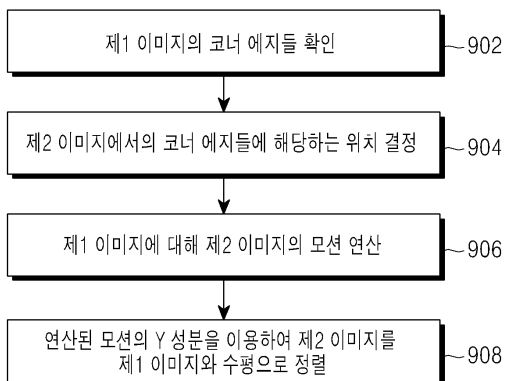 제1 이미지의 코너 에지들 확인
902
제2 이미지에서의 코너 에지들에 해당하는 위치 결정
904
제1 이미지에 대해 제2 이미지의 모션 연산
906
연산된 모션의 Y 성분을 이용하여 제2 이미지를
제1 이미지와 수평으로 정렬
908